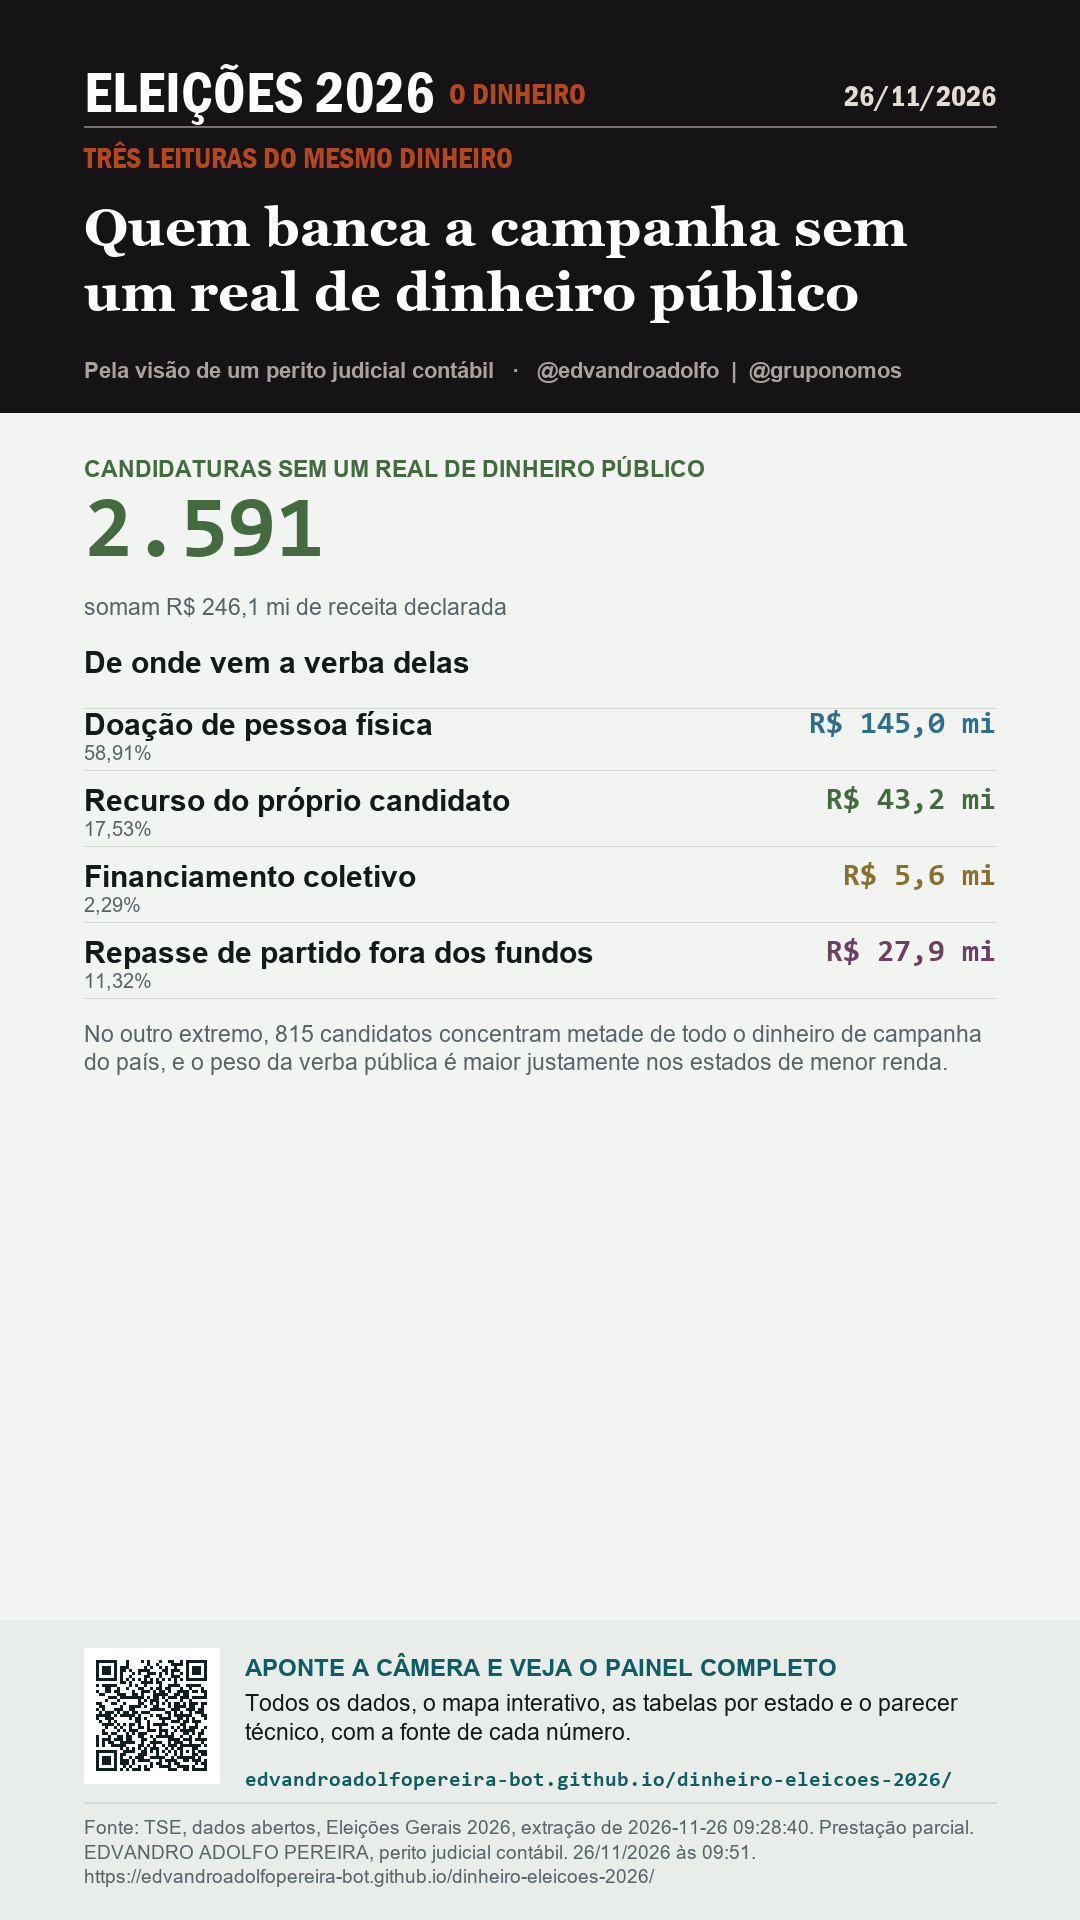 ELEIÇÕES 2026 O DINHEIRO 26/11/2026
TRÊS LEITURAS DO MESMO DINHEIRO
Quem banca a campanha sem
um real de dinheiro público
Pela visão de um perito judicial contábil · @edvandroadolfo | @gruponomos
CANDIDATURAS SEM UM REAL DE DINHEIRO PÚBLICO
2.591
somam R$ 246,1 mi de receita declarada
De onde vem a verba delas
Doação de pessoa física R$ 145,0 mi
58,91%
Recurso do próprio candidato R$ 43,2 mi
17,53%
Financiamento coletivo R$ 5,6 mi
2,29%
Repasse de partido fora dos fundos R$ 27,9 mi
11,32%
No outro extremo, 815 candidatos concentram metade de todo o dinheiro de campanha
do país, e o peso da verba pública é maior justamente nos estados de menor renda.
APONTE A CÂMERA E VEJA O PAINEL COMPLETO
Todos os dados, o mapa interativo, as tabelas por estado e o parecer
técnico, com a fonte de cada número.
edvandroadolfopereira-bot.github.io/dinheiro-eleicoes-2026/
Fonte: TSE, dados abertos, Eleições Gerais 2026, extração de 2026-11-26 09:28:40. Prestação parcial.
EDVANDRO ADOLFO PEREIRA, perito judicial contábil. 26/11/2026 às 09:51.
https://edvandroadolfopereira-bot.github.io/dinheiro-eleicoes-2026/